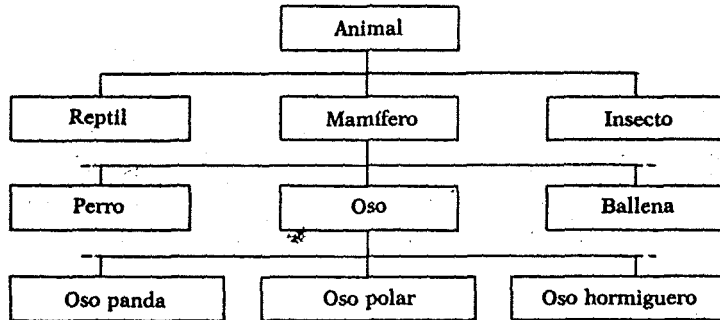 Animal
Reptil Mamífero Insecto
Perro Oso Ballena
Oso panda Oso polar Oso hormiguero